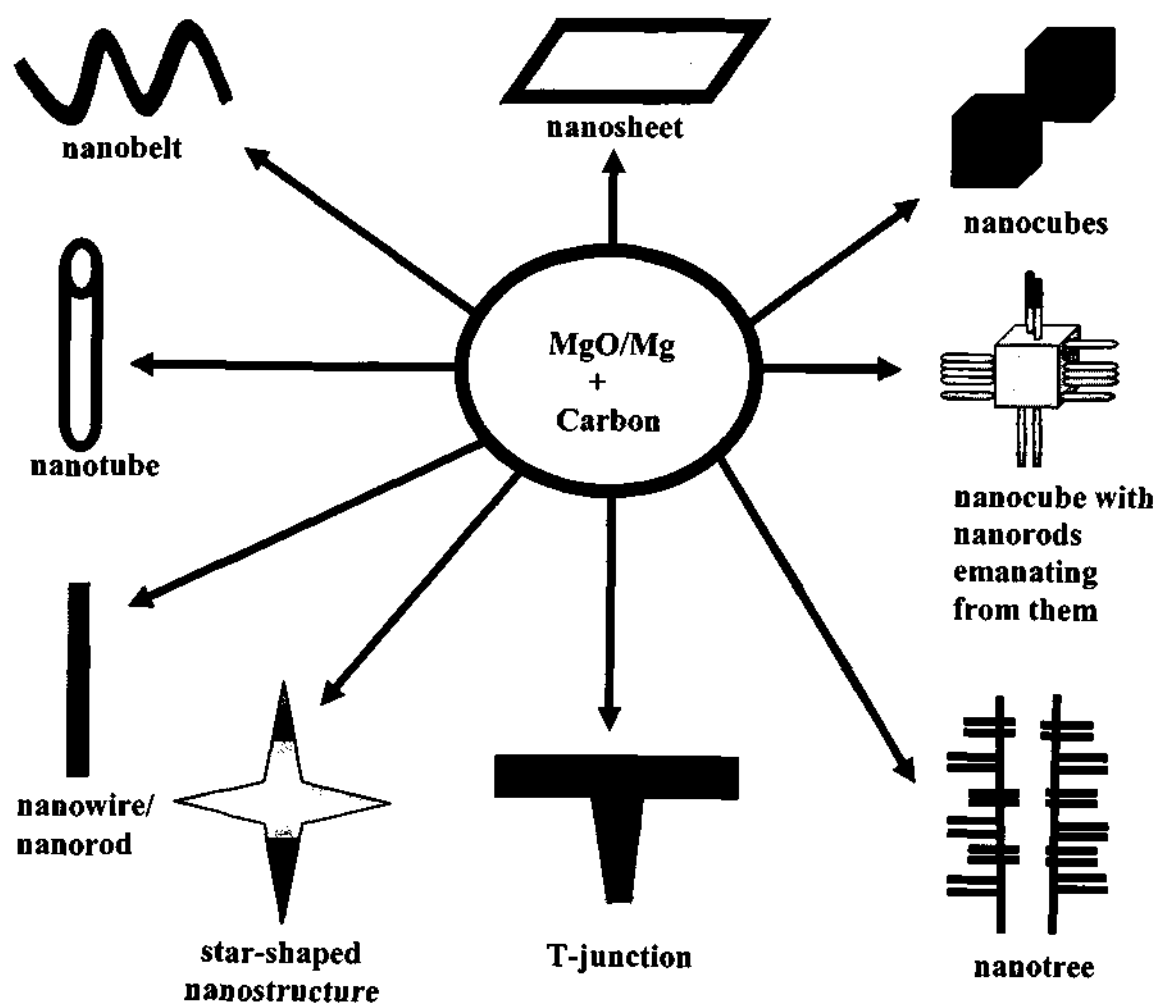 nanobelt
nanosheet
nanocubes
nanotube
MgO/Mg
+
Carbon
nanocube with
nanorods
emanating
from them
nanowire/
nanorod
star-shaped
nanostructure
T-junction
nanotree